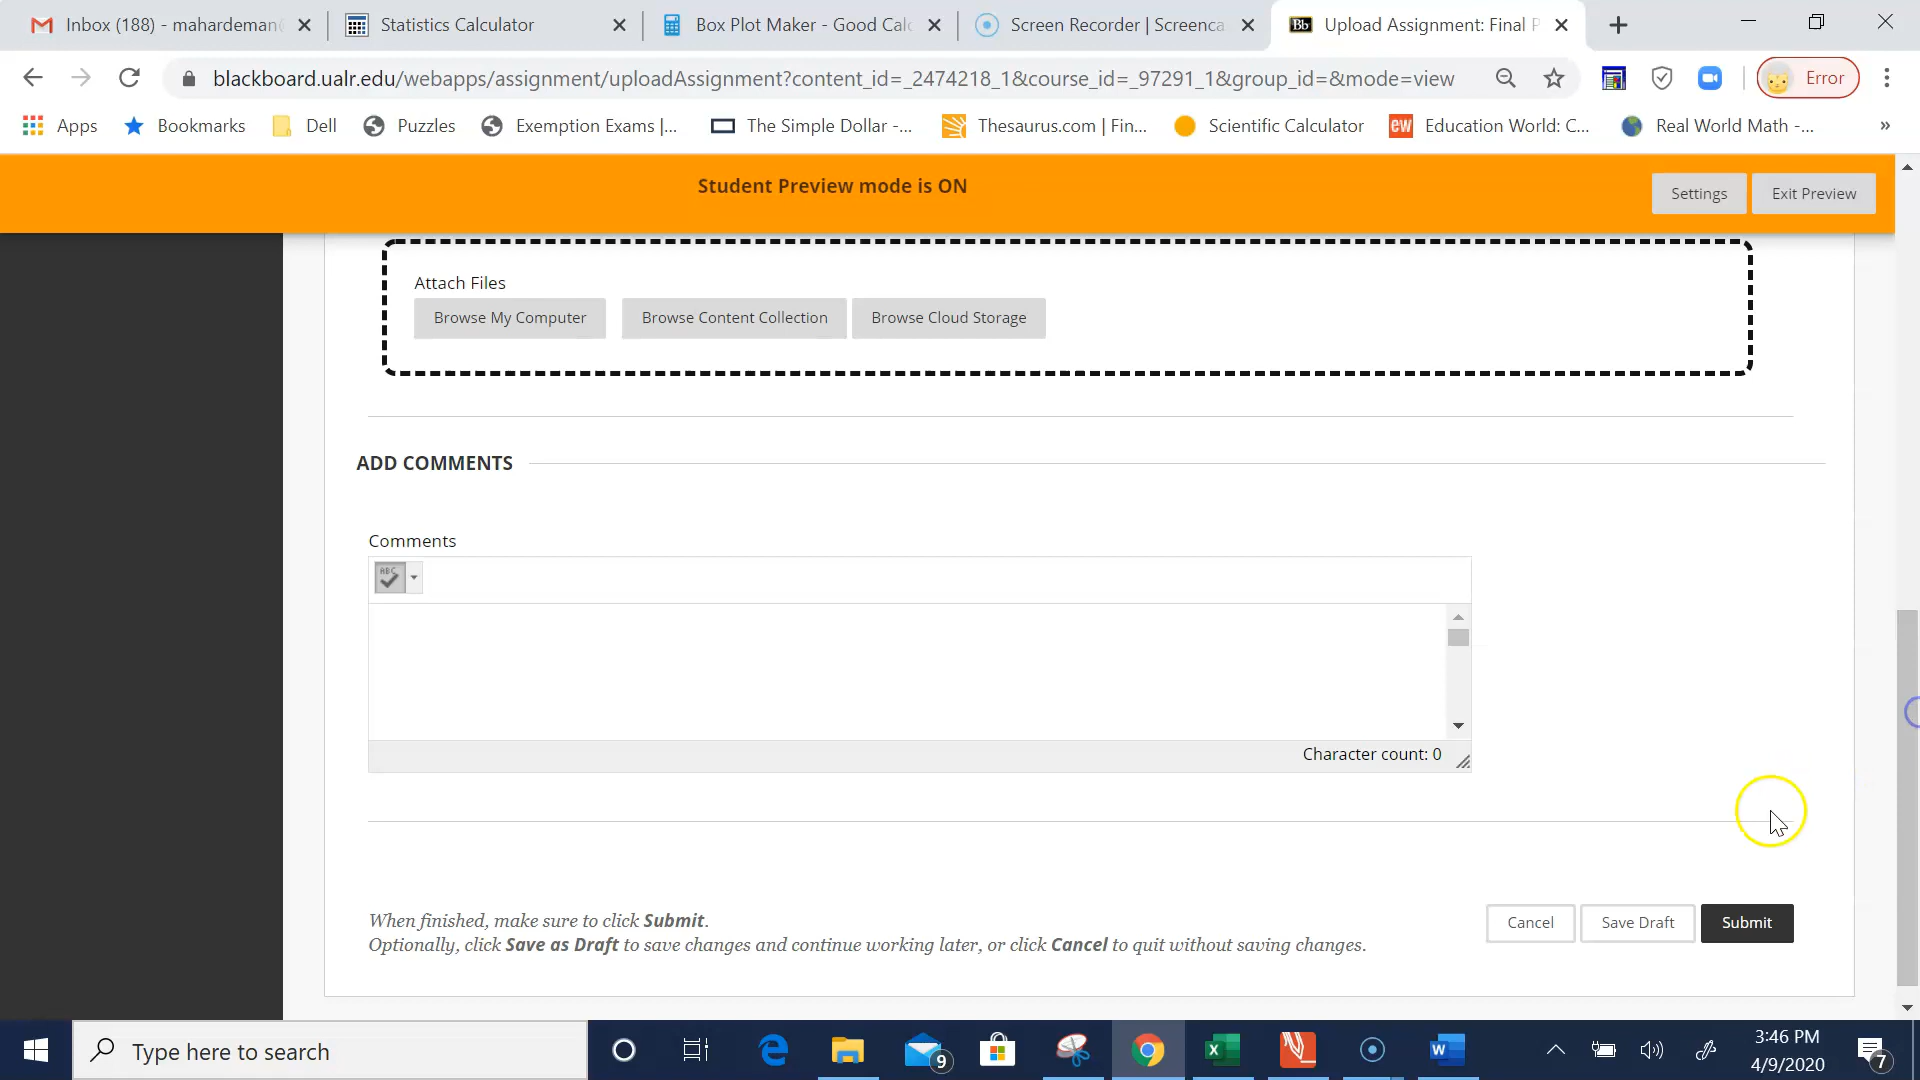 Inbox (188) - mahardeman
Statistics Calculator
Box Plot Maker - Good Calc
Screen Recorder | Screenca
Bb Upload Assignment: Final P
blackboard.ualr.edu/webapps/assignment/uploadAssignment?content_id=_2474218_1&course_id=_97291_1&group_id=&mode=view
Error
Apps
Bookmarks
Dell
Puzzles
Exemption Exams |...
The Simple Dollar -...
Thesaurus.com | Fin...
Scientific Calculator
ew Education World: C...
Real World Math -...
»
Student Preview mode is ON
Settings
Exit Preview
Attach Files
Browse My Computer
Browse Content Collection
Browse Cloud Storage
ADD COMMENTS
Comments
ABC
Character count: 0
When finished, make sure to click Submit.
Optionally, click Save as Draft to save changes and continue working later, or click Cancel to quit without saving changes.
Cancel
Save Draft
Submit
Type here to search
9
3:46 PM
4/9/2020
7